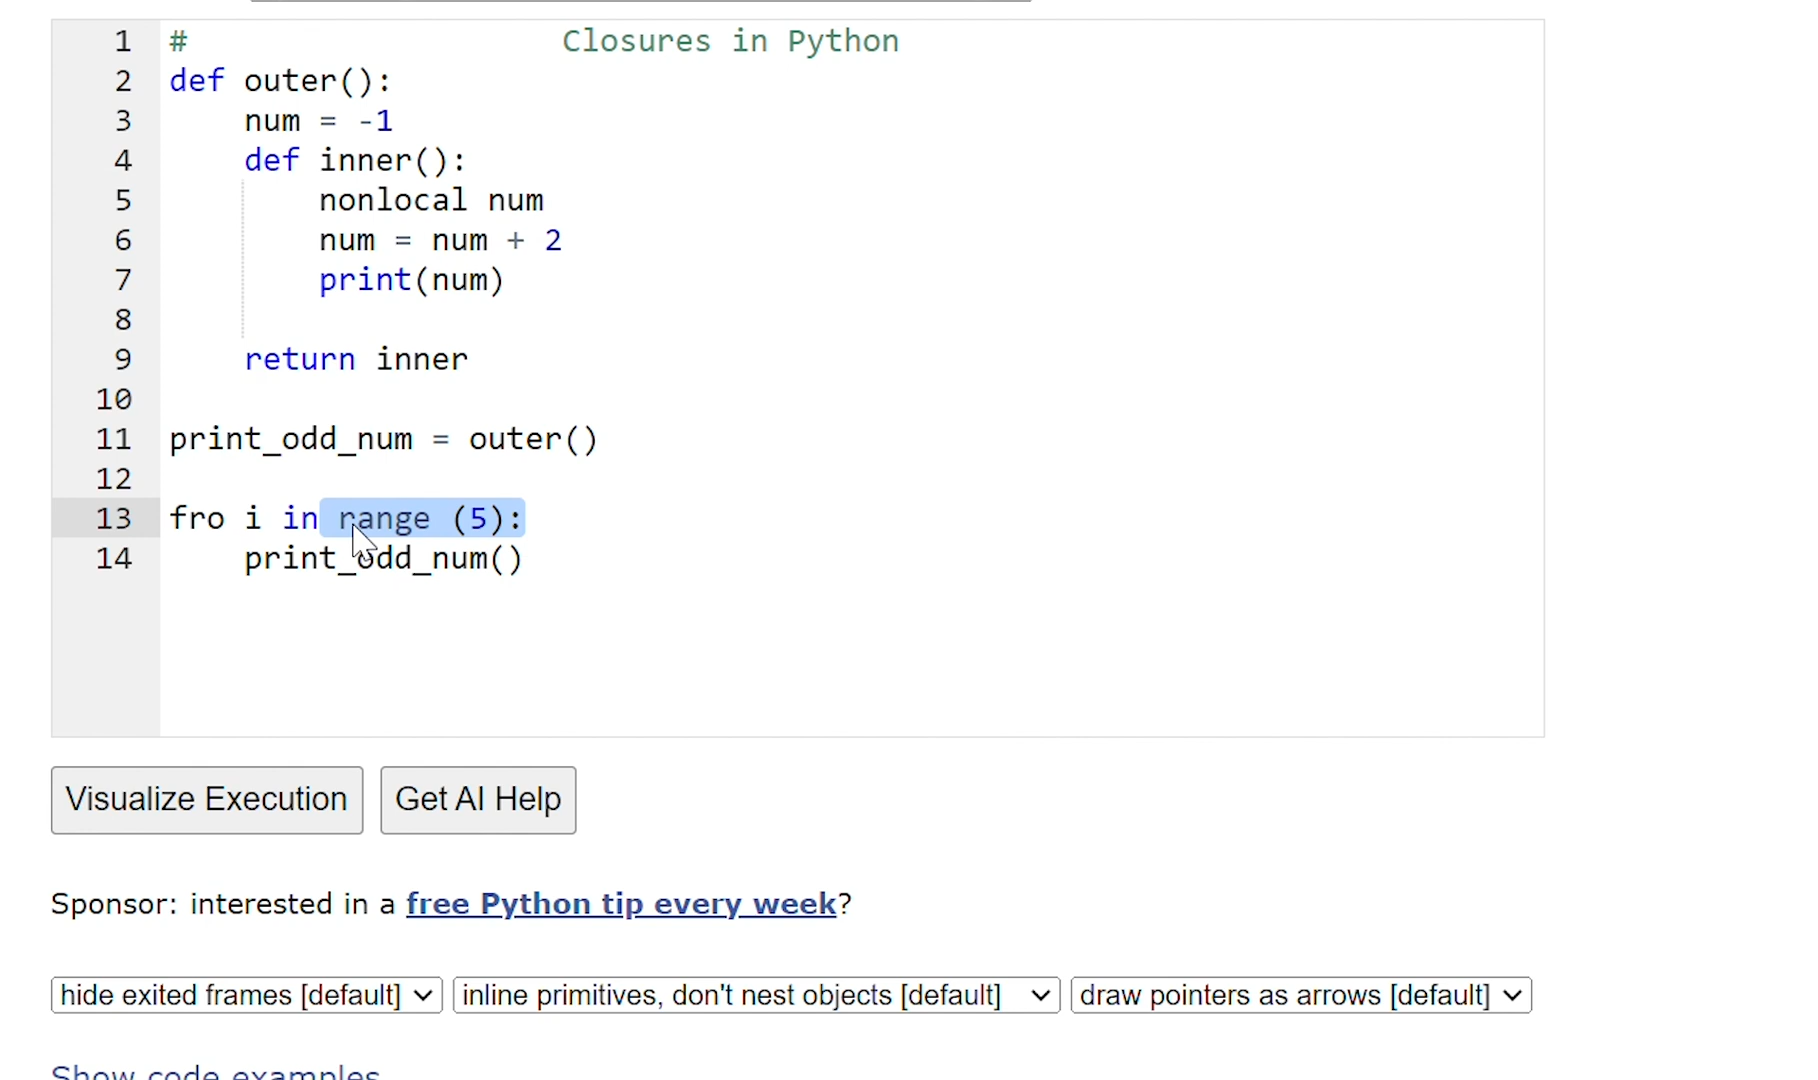 1 # Closures in Python
2 def outer():
3 num = -1
4 def inner():
5 nonlocal num
6 num = num + 2
7 print(num)
8
9 return inner
10
11 print_odd_num = outer()
12
13 fro i in range (5):
14 print_odd_num()
Visualize Execution Get AI Help
Sponsor: interested in a free Python tip every week?
hide exited frames [default] inline primitives, don't nest objects [default] draw pointers as arrows [default]
Show code examples